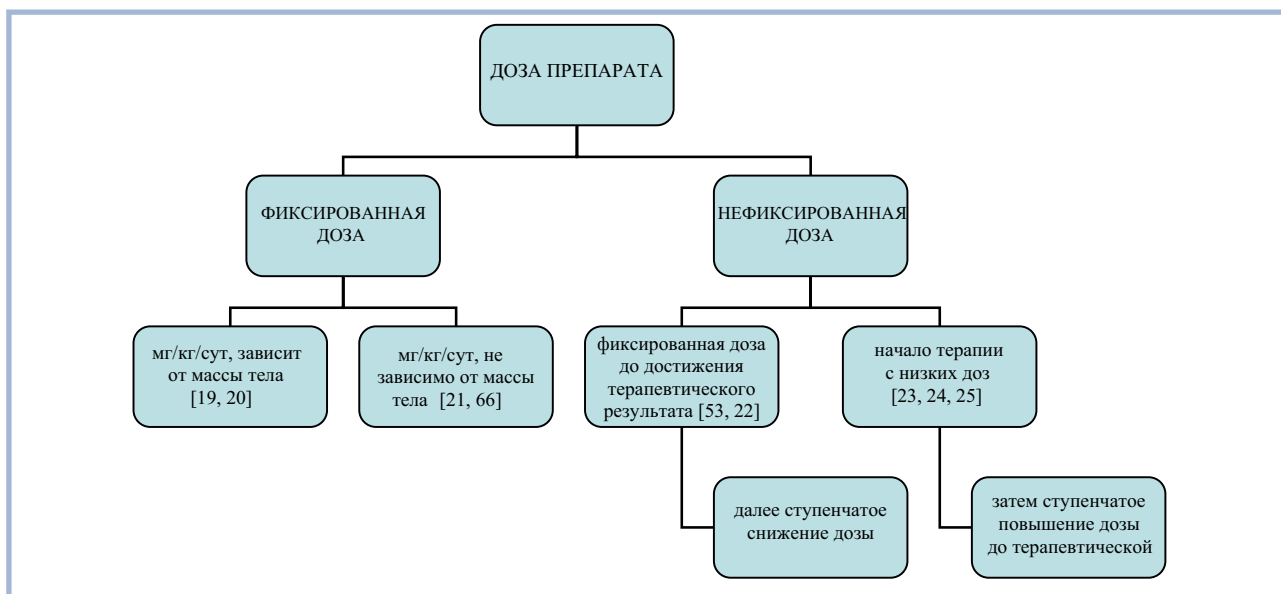 ДОЗА ПРЕПАРАТА
ФИКСИРОВАННАЯ
ДОЗА
НЕФИКСИРОВАННАЯ
ДОЗА
мг/кг/сут, зависит
от массы тела
[19, 20]
мг/кг/сут, не
зависимо от массы
тела [21, 66]
фиксированная доза
до достижения
терапевтического
результата [53, 22]
начало терапии
с низких доз
[23, 24, 25]
далее ступенчатое
снижение дозы
затем ступенчатое
повышение дозы
до терапевтической